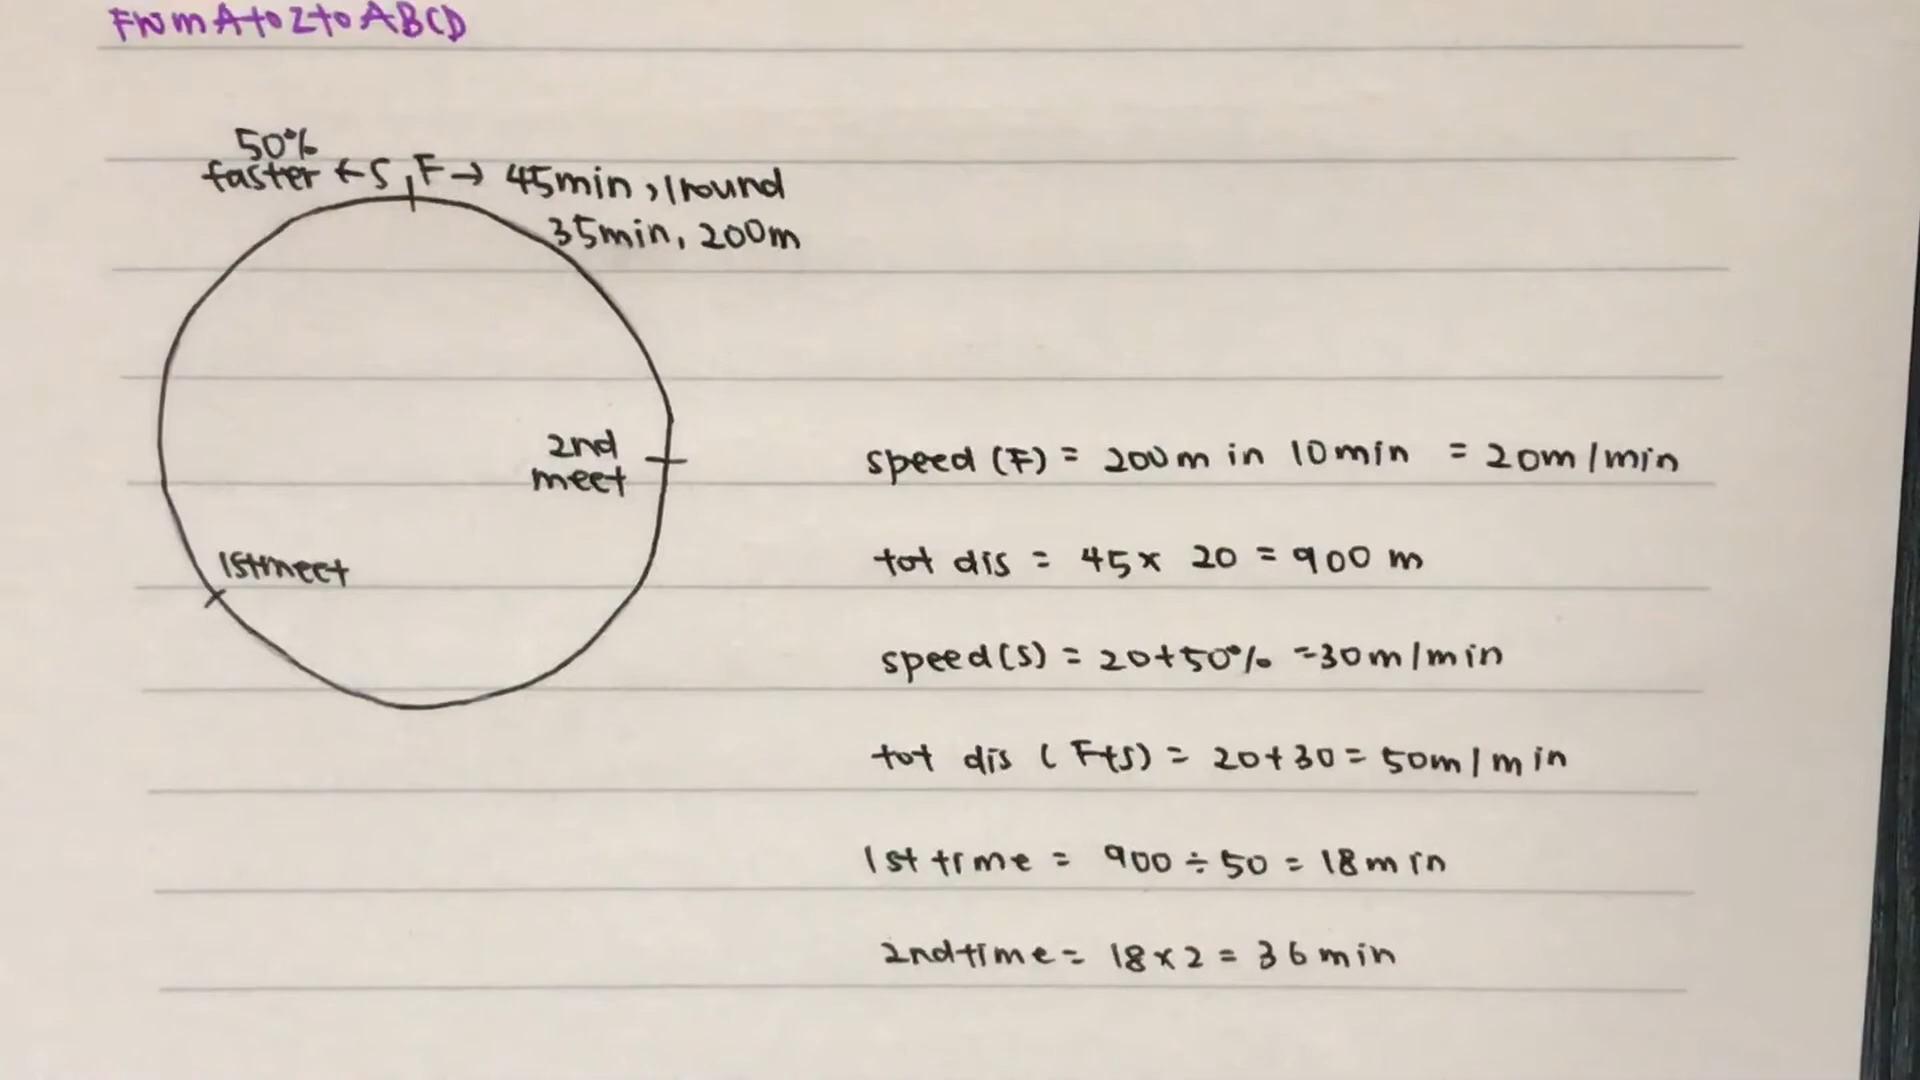 From A to Z to ABCD
50%
faster ← S, F → 45min, 1round
35min, 200m
2nd
meet
1st meet
speed (F) = 200m in 10min = 20m/min
tot dis = 45 x 20 = 900 m
speed (S) = 20+50% = 30m/min
tot dis (F+S) = 20+30 = 50m/min
1st time = 900 ÷ 50 = 18min
2nd time = 18 x 2 = 36 min